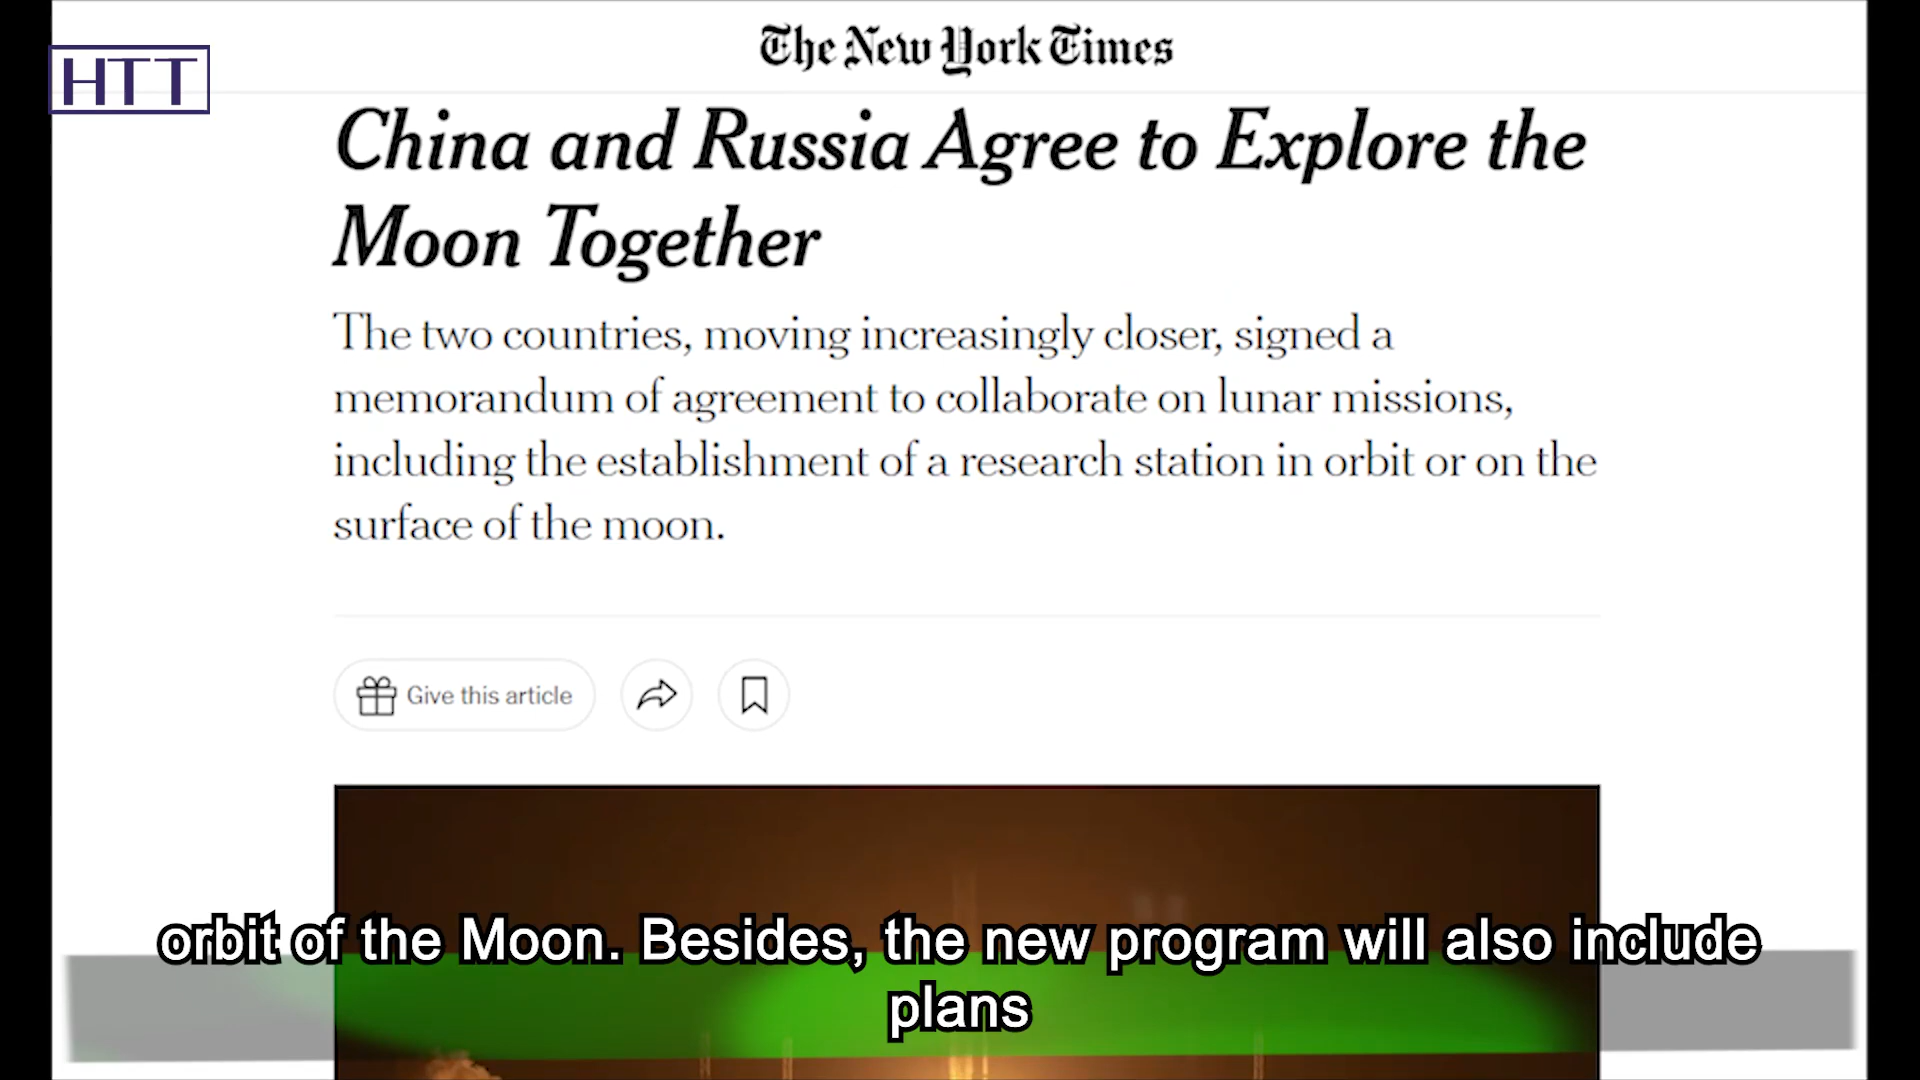 The New York Times
HTT
China and Russia Agree to Explore the
Moon Together
The two countries, moving increasingly closer, signed a
memorandum of agreement to collaborate on lunar missions,
including the establishment of a research station in orbit or on the
surface of the moon.
Give this article
orbit of the Moon. Besides, the new program will also include
plans